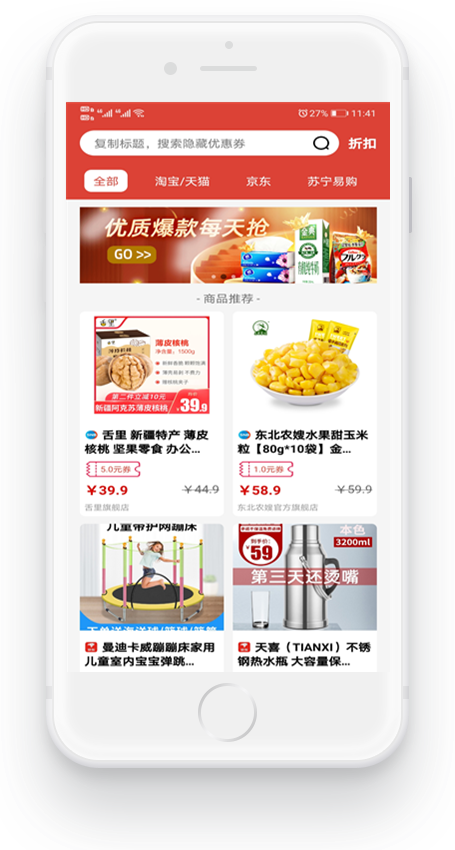 27% 11:41
复制标题，搜索隐藏优惠券
折扣
全部
淘宝/天猫
京东
苏宁易购
优质爆款每天抢
GO >>
- 商品推荐 -
舌里
薄皮核桃
净含量：1500g
第二件立减10元
新疆阿克苏薄皮核桃
39.9
舌里 新疆特产 薄皮
核桃 坚果零食 办公...
5.0元券
￥39.9
￥44.9
舌里旗舰店
东北农嫂水果甜玉米
粒【80g*10袋】金...
1.0元券
￥58.9
￥59.9
东北农嫂官方旗舰店
儿童带护网蹦床
曼迪卡威蹦蹦床家用
儿童室内宝宝弹跳...
到手价:
￥59
本色
3200ml
第三天还烫嘴
天喜（TIANXI）不锈
钢热水瓶 大容量保...